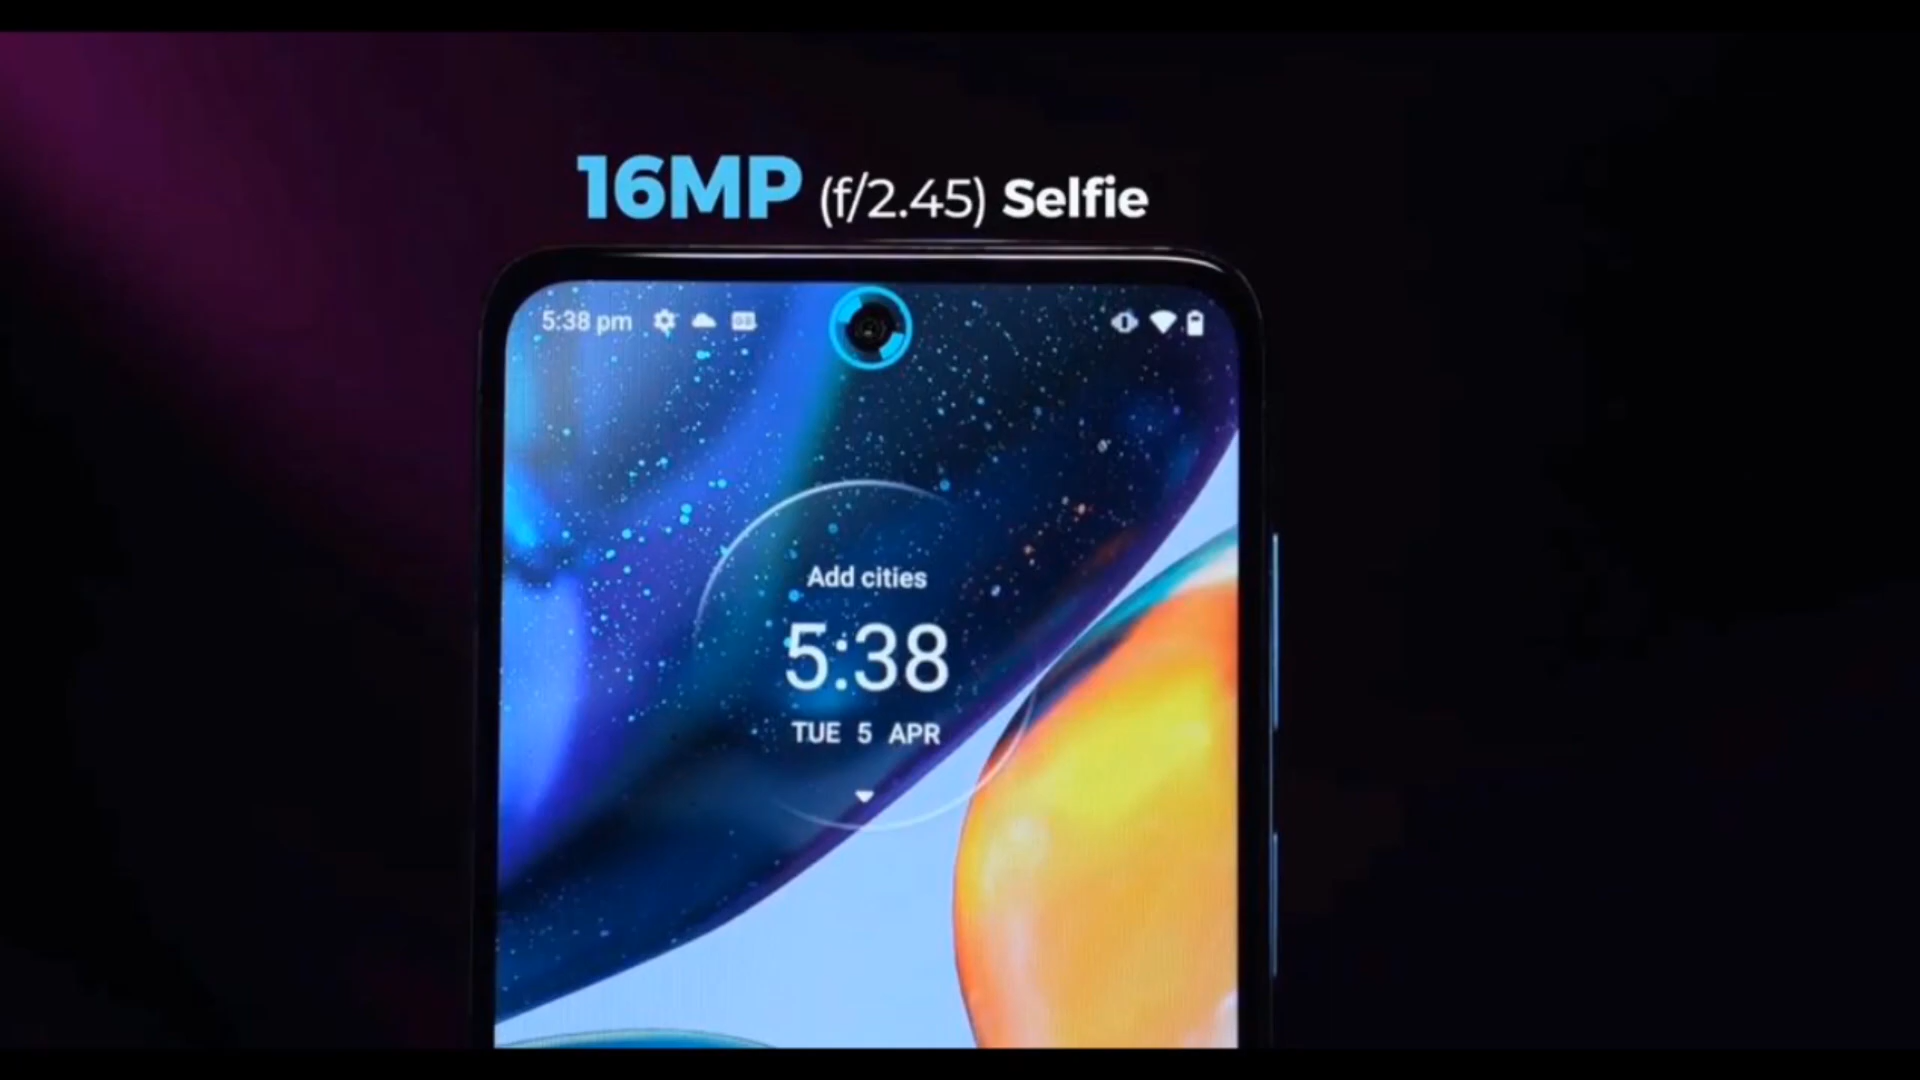 16MP (f/2.45) Selfie
5:38 pm
Add cities
5:38
TUE 5 APR